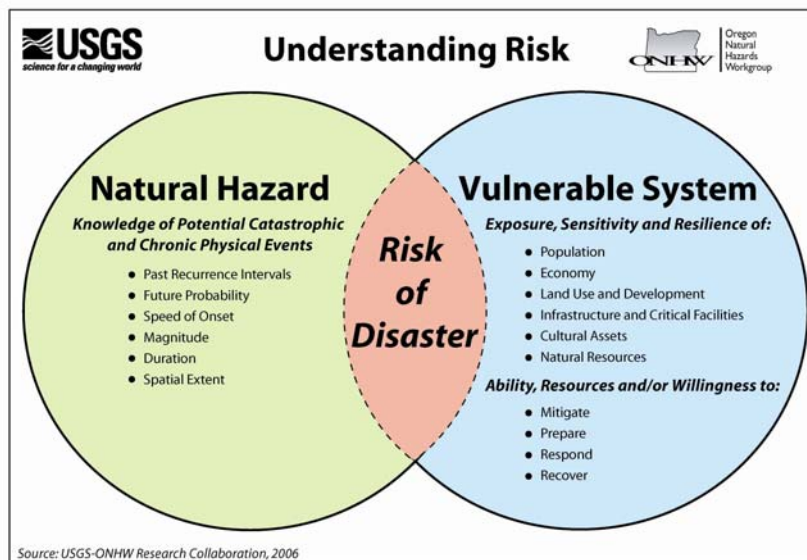 USGS
science for a changing world
Understanding Risk
ONHW
Oregon
Natural
Hazards
Workgroup
Natural Hazard
Knowledge of Potential Catastrophic
and Chronic Physical Events
● Past Recurrence Intervals
● Future Probability
● Speed of Onset
● Magnitude
● Duration
● Spatial Extent
Risk
of
Disaster
Vulnerable System
Exposure, Sensitivity and Resilience of:
● Population
● Economy
● Land Use and Development
● Infrastructure and Critical Facilities
● Cultural Assets
● Natural Resources
Ability, Resources and/or Willingness to:
● Mitigate
● Prepare
● Respond
● Recover
Source: USGS-ONHW Research Collaboration, 2006